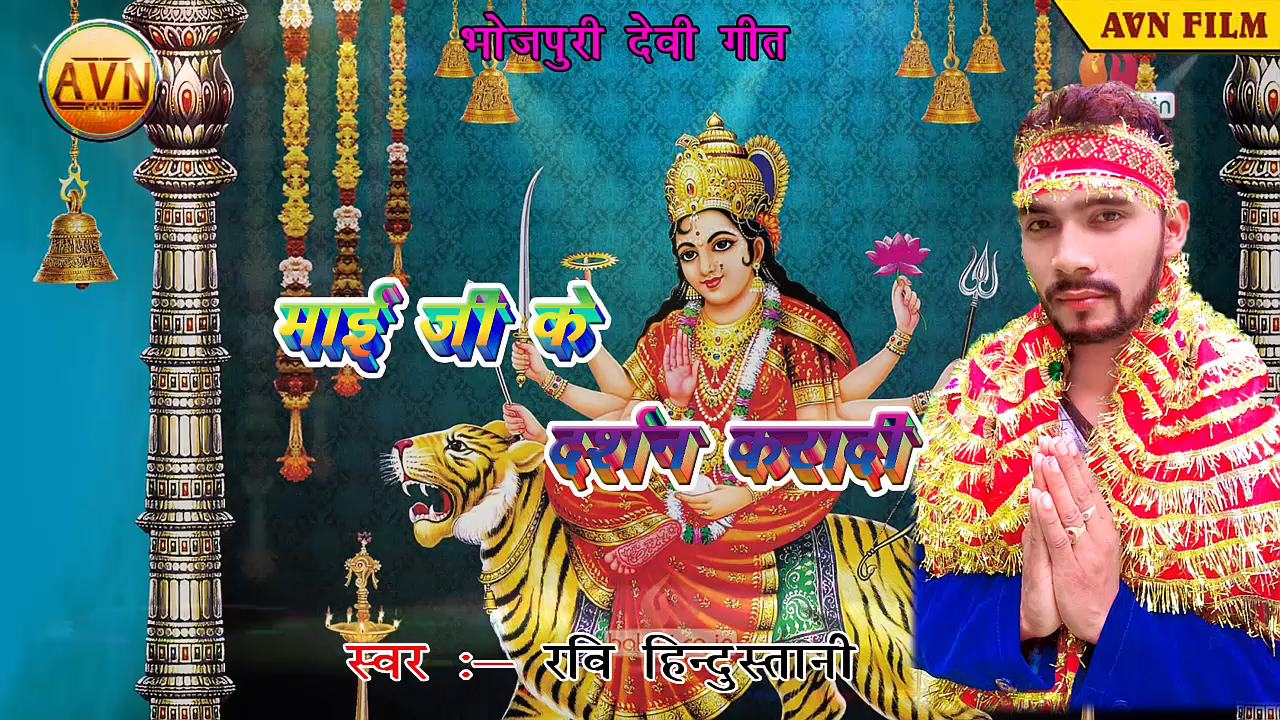 भोजपुरी देवी गीत
AVN FILM
AVN
माई जी के
दर्शन करादी
स्वर :— रवि हिन्दुस्तानी